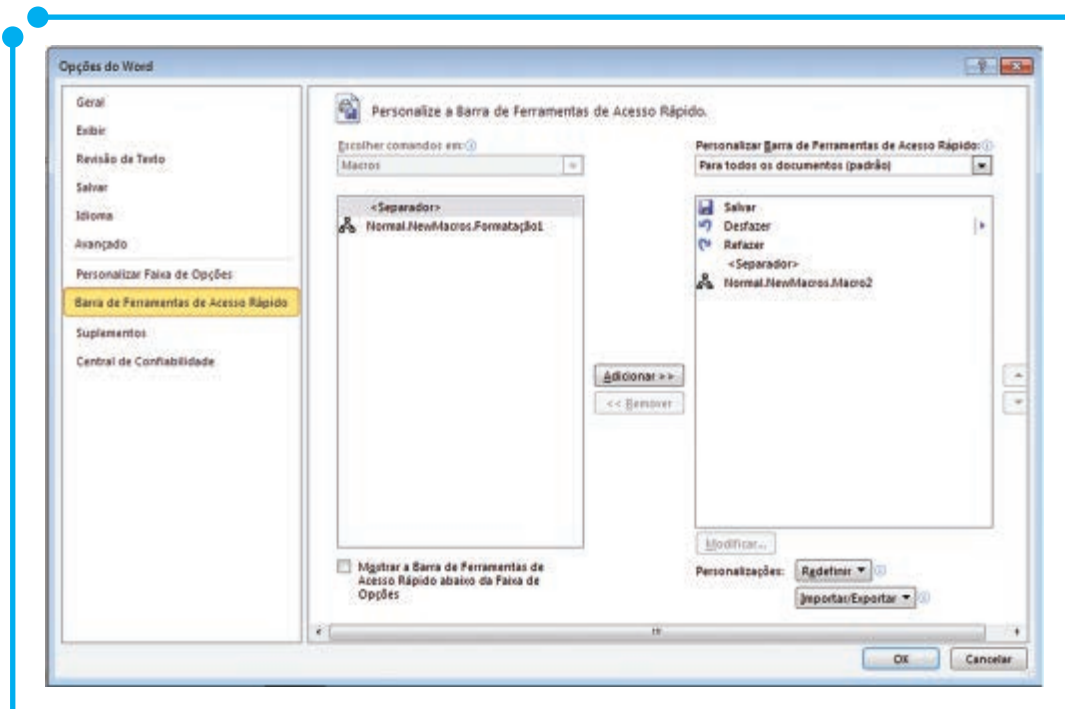 Opções do Word
Geral
Exibir
Revisão de Texto
Salvar
Idioma
Avançado
Personalizar Faixa de Opções
Barra de Ferramentas de Acesso Rápido
Suplementos
Central de Confiabilidade
Personalize a Barra de Ferramentas de Acesso Rápido.
Escolher comandos em:
Macros
<Separador>
Normal.NewMacros.Formatação1
Mostrar a Barra de Ferramentas de
Acesso Rápido abaixo da Faixa de
Opções
Adicionar >>
<< Remover
Personalizar Barra de Ferramentas de Acesso Rápido:
Para todos os documentos (padrão)
Salvar
Desfazer
Refazer
<Separador>
Normal.NewMacros.Macro2
Modificar...
Personalizações:
Redefinir
Importar/Exportar
OK
Cancelar